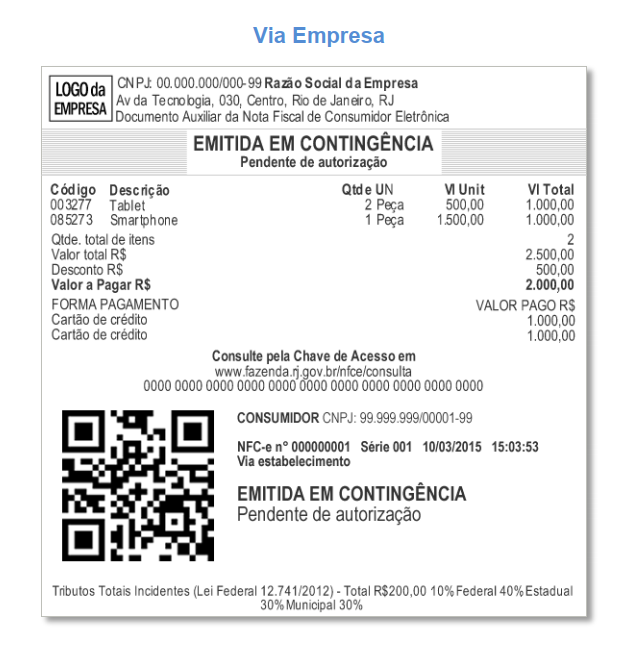 Via Empresa
LOGO da
EMPRESA
CNPJ: 00.000.000/000-99 Razão Social da Empresa
Av da Tecnologia, 030, Centro, Rio de Janeiro, RJ
Documento Auxiliar da Nota Fiscal de Consumidor Eletrônica
EMITIDA EM CONTINGÊNCIA
Pendente de autorização
Código Descrição Qtde UN Vl Unit Vl Total
003277 Tablet 2 Peça 500,00 1.000,00
085273 Smartphone 1 Peça 1.500,00 1.000,00
Qtde. total de itens 2
Valor total R$ 2.500,00
Desconto R$ 500,00
Valor a Pagar R$ 2.000,00
FORMA PAGAMENTO VALOR PAGO R$
Cartão de crédito 1.000,00
Cartão de crédito 1.000,00
Consulte pela Chave de Acesso em
www.fazenda.rj.gov.br/nfce/consulta
0000 0000 0000 0000 0000 0000 0000 0000 0000 0000 0000
CONSUMIDOR CNPJ: 99.999.999/00001-99
NFC-e nº 000000001 Série 001 10/03/2015 15:03:53
Via estabelecimento
EMITIDA EM CONTINGÊNCIA
Pendente de autorização
Tributos Totais Incidentes (Lei Federal 12.741/2012) - Total R$200,00 10% Federal 40% Estadual
30% Municipal 30%